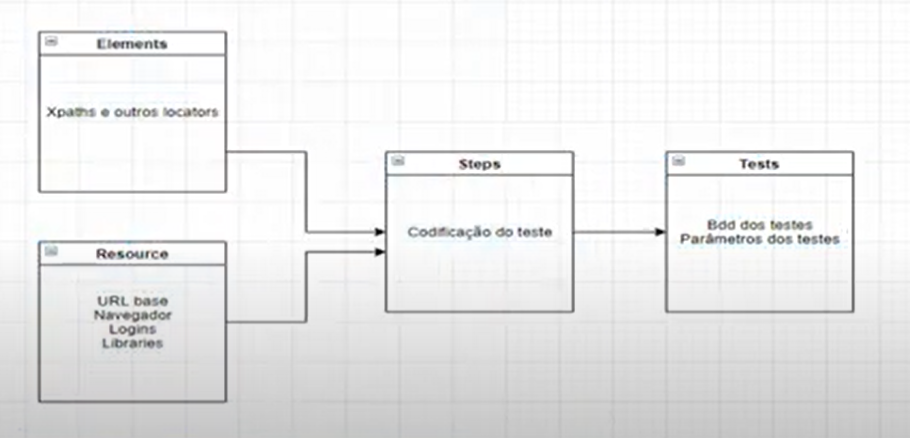 Elements
Xpaths e outros locators
Resource
URL base
Navegador
Logins
Libraries
Steps
Codificação do teste
Tests
Bdd dos testes
Parâmetros dos testes